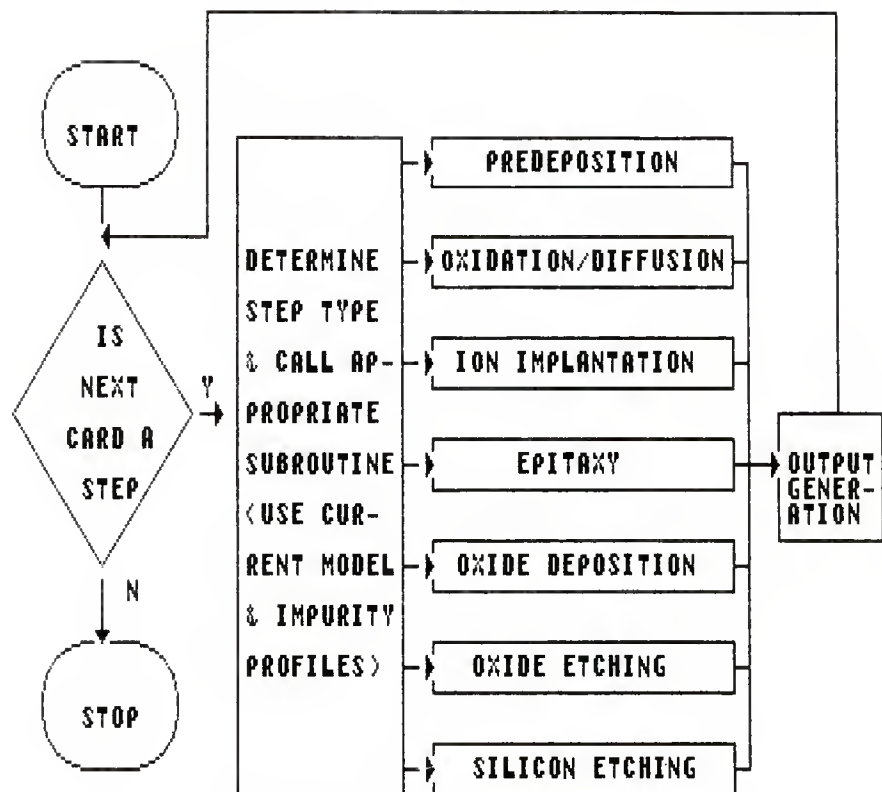 START
IS
NEXT
CARD A
STEP
Y
N
STOP
DETERMINE
STEP TYPE
& CALL AP-
PROPRIATE
SUBROUTINE
(USE CUR-
RENT MODEL
& IMPURITY
PROFILES)
PREDEPOSITION
OXIDATION/DIFFUSION
ION IMPLANTATION
EPITAXY
OXIDE DEPOSITION
OXIDE ETCHING
SILICON ETCHING
OUTPUT
GENER-
ATION